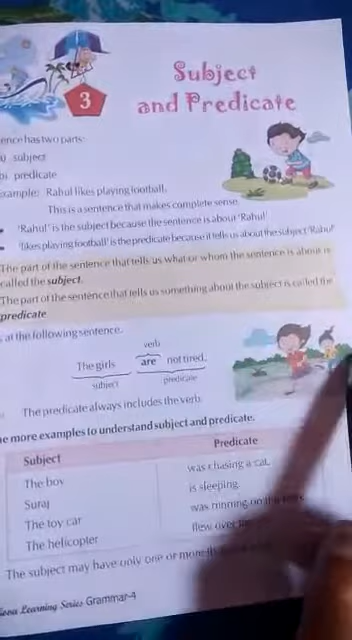 3
Subject
and Predicate
ence has two parts:
subject
predicate
xample: Rahul likes playing football.
This is a sentence that makes complete sense.
'Rahul' is the subject because the sentence is about 'Rahul'
'likes playing football' is the predicate because it tells us about the subject 'Rahul'
The part of the sentence that tells us what or whom the sentence is about is
called the subject.
The part of the sentence that tells us something about the subject is called the
predicate
at the following sentence.
verb
The girls are not tired.
subject predicate
The predicate always includes the verb
e more examples to understand subject and predicate.
Subject Predicate
The boy was chasing a cat.
Suraj is sleeping.
The toy car was running on the
The helicopter flew over
The subject may have only one or more
Learning Series Grammar-4